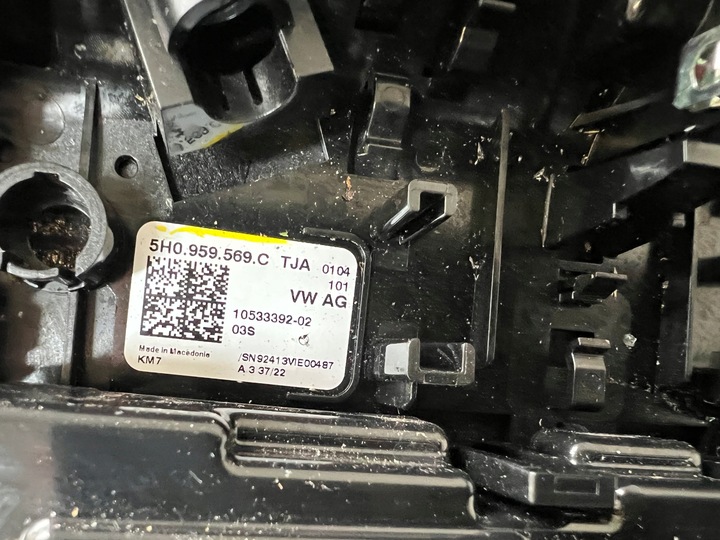 5H0.959.569.C TJA 0104
101
VW AG
10533392-02
03S
Made in Macedonia
KM7
/SN92413VIE00487
A 3 37/22